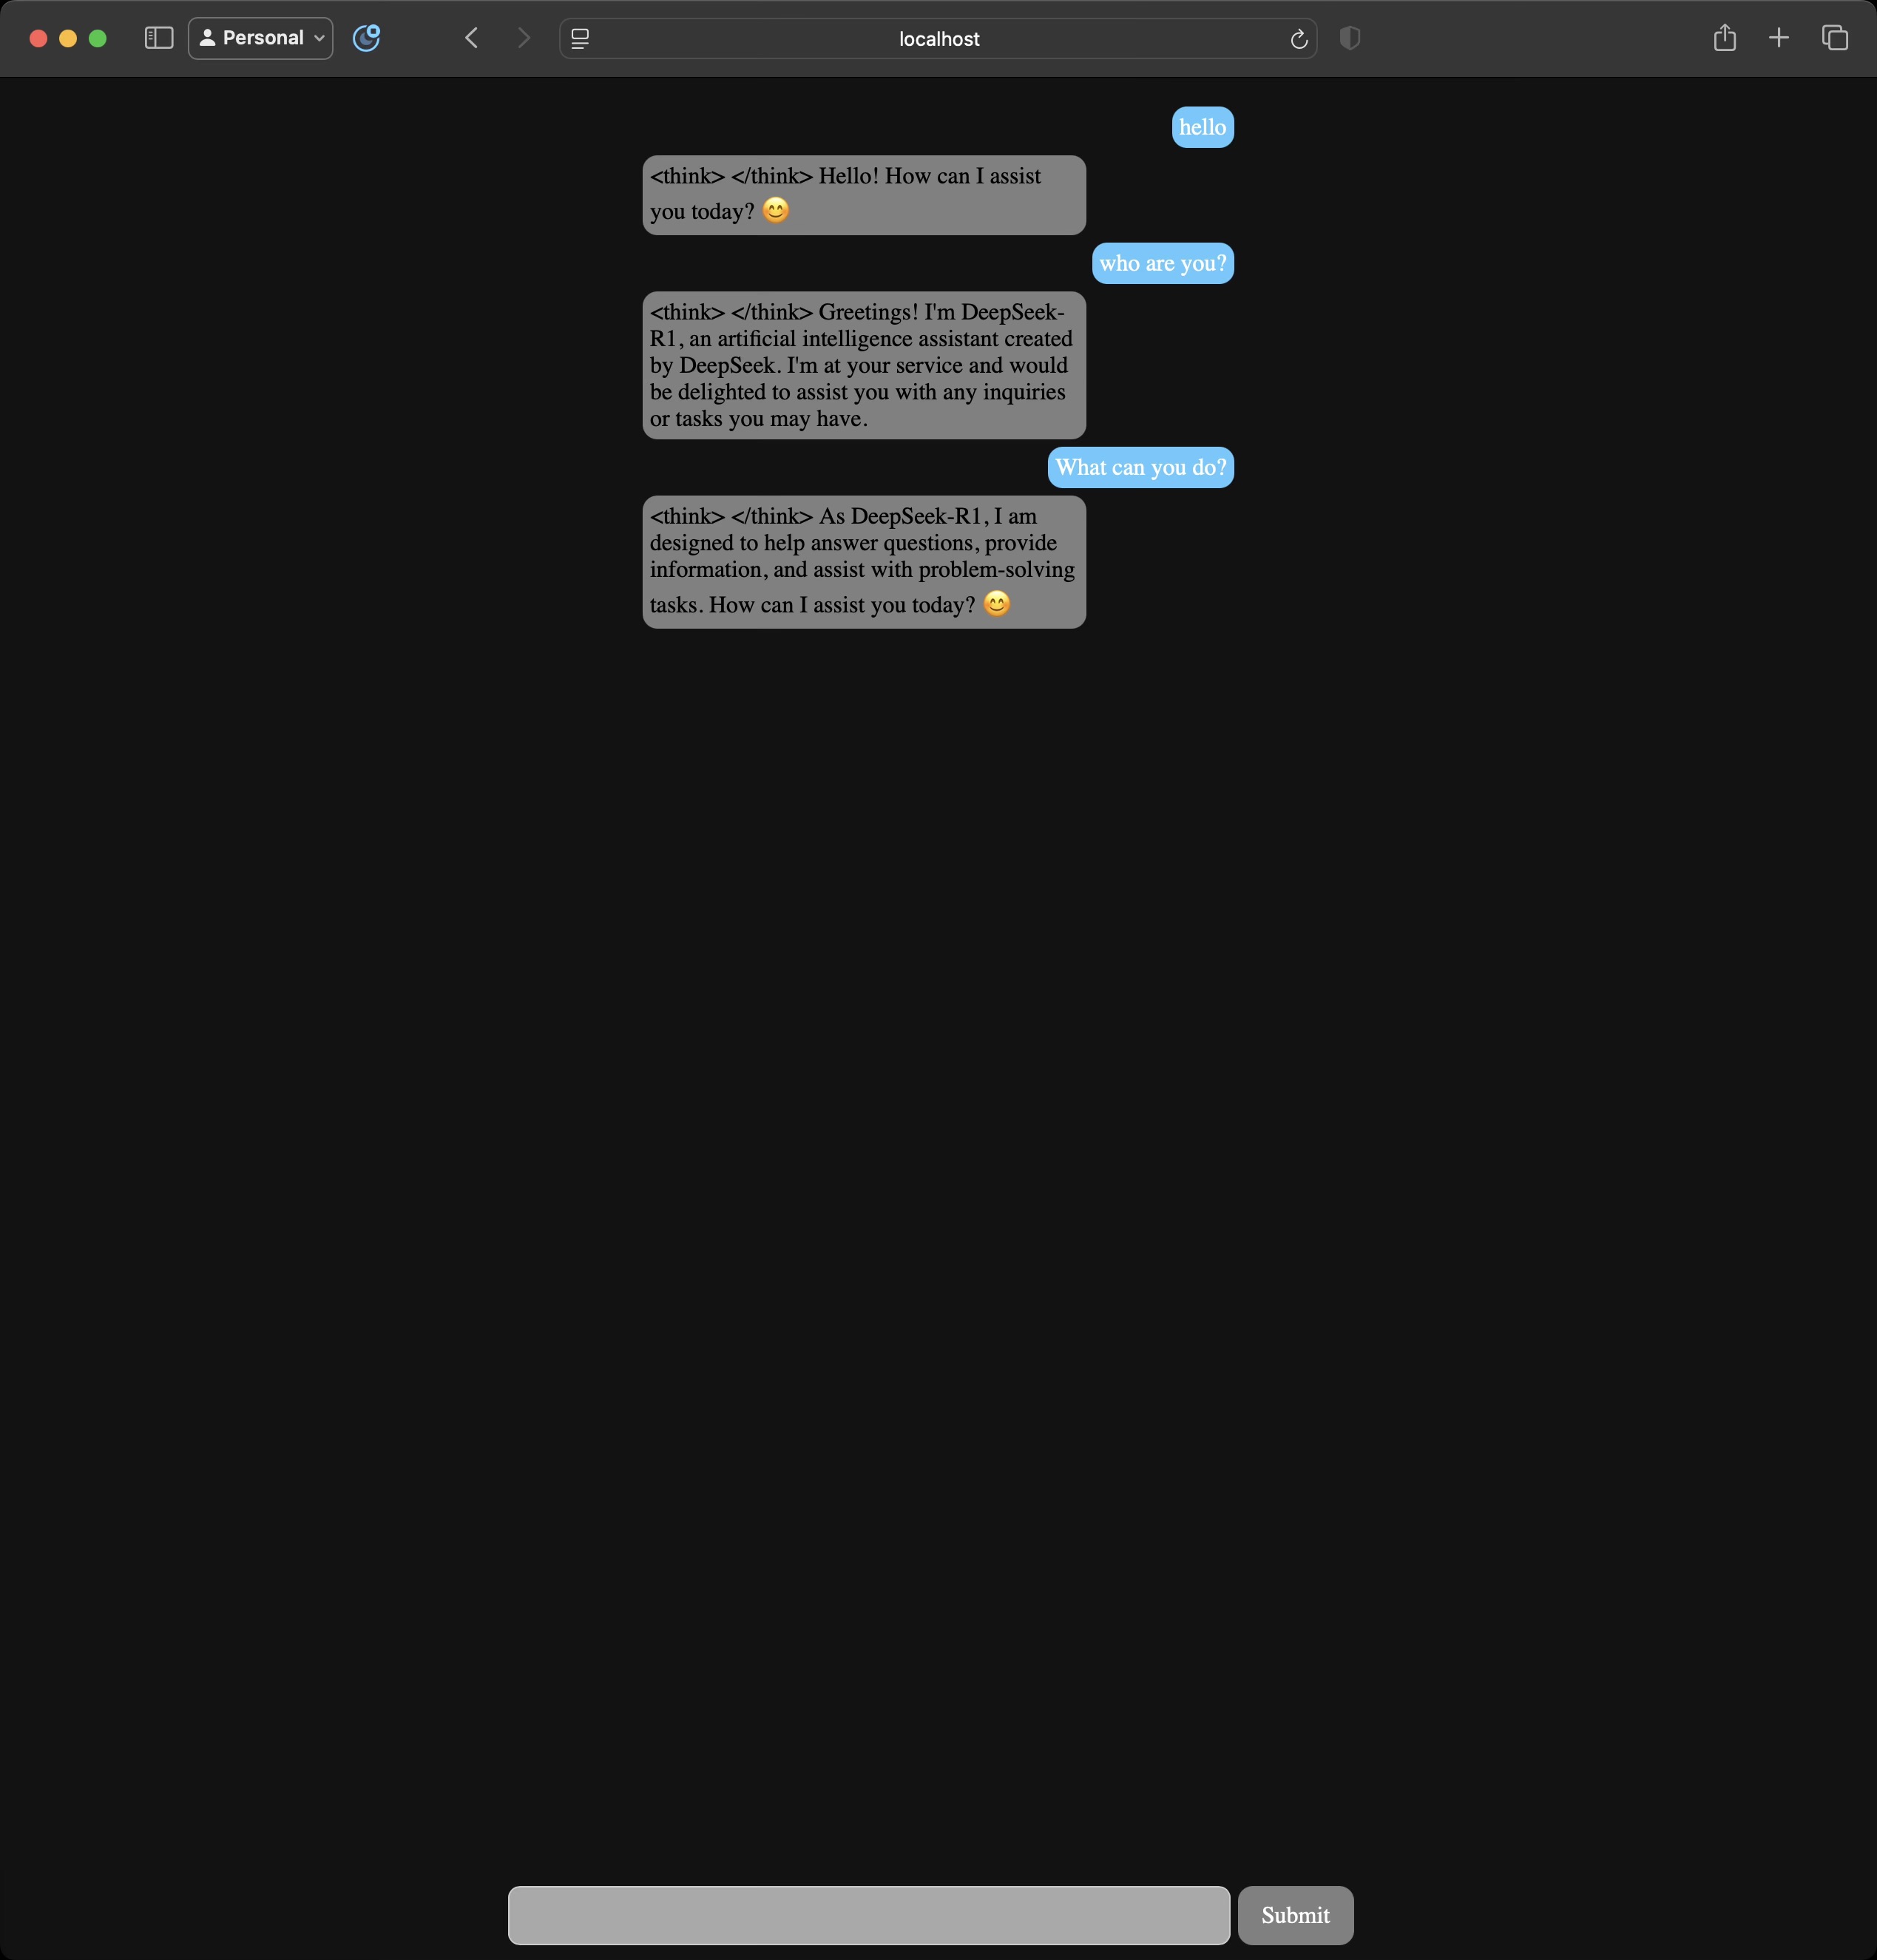 Personal
localhost
hello
<think> </think> Hello! How can I assist
you today? 😊
who are you?
<think> </think> Greetings! I'm DeepSeek-
R1, an artificial intelligence assistant created
by DeepSeek. I'm at your service and would
be delighted to assist you with any inquiries
or tasks you may have.
What can you do?
<think> </think> As DeepSeek-R1, I am
designed to help answer questions, provide
information, and assist with problem-solving
tasks. How can I assist you today? 😊
Submit